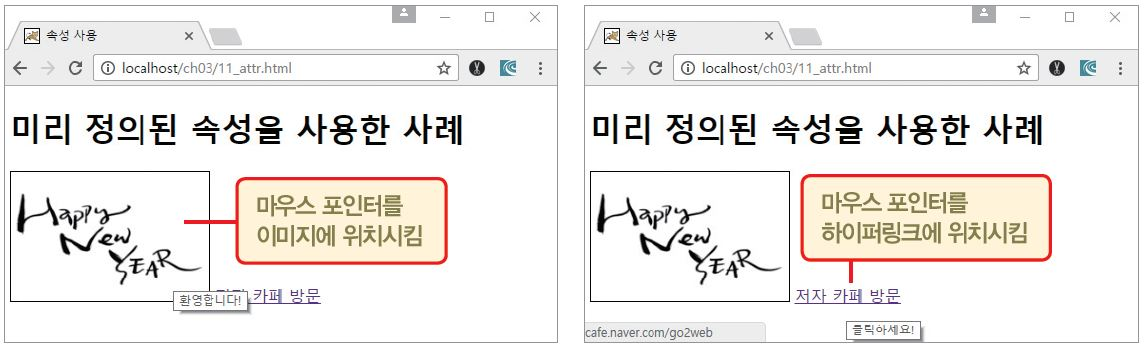 속성 사용
localhost/ch03/11_attr.html
미리 정의된 속성을 사용한 사례
Happy
New
YEAR
마우스 포인터를
이미지에 위치시킴
저자 카페 방문
환영합니다!
속성 사용
localhost/ch03/11_attr.html
미리 정의된 속성을 사용한 사례
Happy
New
YEAR
마우스 포인터를
하이퍼링크에 위치시킴
저자 카페 방문
cafe.naver.com/go2web
클릭하세요!